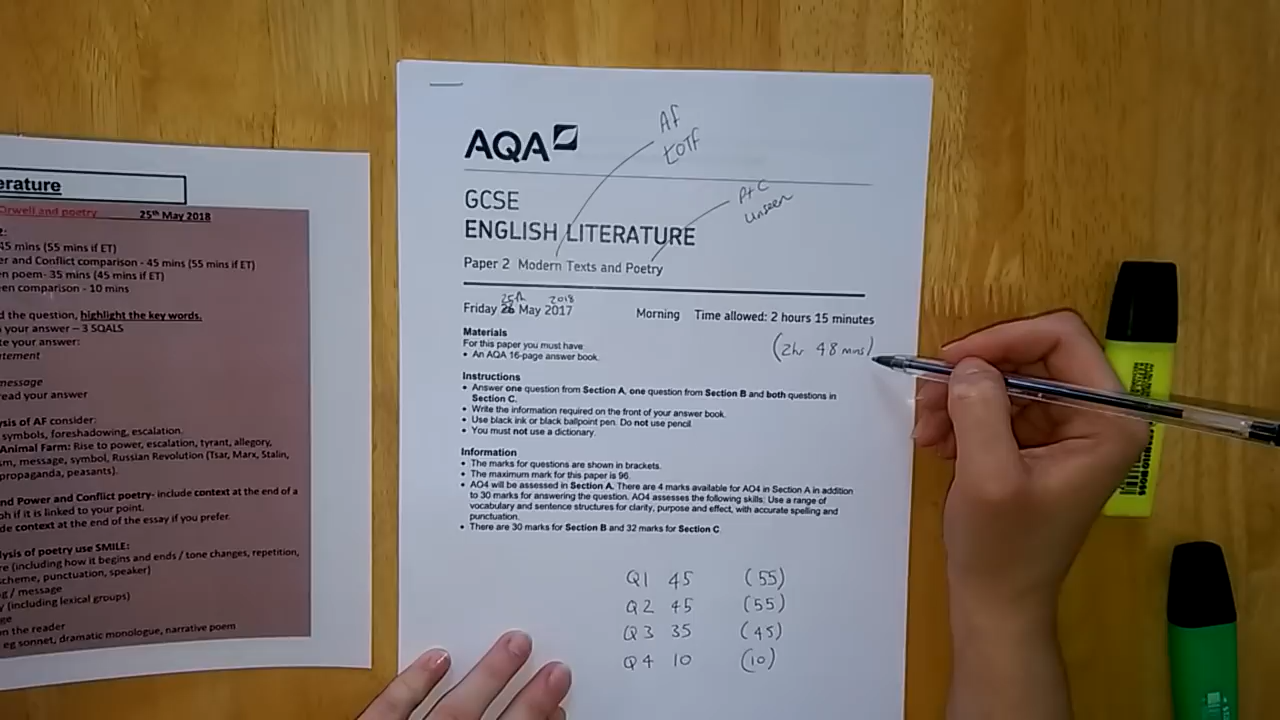 erature
Orwell and poetry 25th May 2018
2:
45 mins (55 mins if ET)
er and Conflict comparison - 45 mins (55 mins if ET)
n poem- 35 mins (45 mins if ET)
en comparison - 10 mins
d the question, highlight the key words.
your answer – 3 SQALS
te your answer:
tement
message
read your answer
ysis of AF consider:
symbols, foreshadowing, escalation.
Animal Farm: Rise to power, escalation, tyrant, allegory,
sm, message, symbol, Russian Revolution (Tsar, Marx, Stalin,
propaganda, peasants).
nd Power and Conflict poetry- include context at the end of a
ph if it is linked to your point.
de context at the end of the essay if you prefer.
lysis of poetry use SMILE:
re (including how it begins and ends / tone changes, repetition,
scheme, punctuation, speaker)
g / message
y (including lexical groups)
ge
on the reader
eg sonnet, dramatic monologue, narrative poem
AF
LOTF
AQA
P+C
Unseen
GCSE
ENGLISH LITERATURE
Paper 2 Modern Texts and Poetry
25th 2018
Friday 26 May 2017 Morning Time allowed: 2 hours 15 minutes
(2hr 48 mins)
Materials
For this paper you must have:
• An AQA 16-page answer book.
Instructions
• Answer one question from Section A, one question from Section B and both questions in
Section C.
• Write the information required on the front of your answer book.
• Use black ink or black ballpoint pen. Do not use pencil.
• You must not use a dictionary.
Information
• The marks for questions are shown in brackets.
• The maximum mark for this paper is 96.
• AO4 will be assessed in Section A. There are 4 marks available for AO4 in Section A in addition
to 30 marks for answering the question. AO4 assesses the following skills: Use a range of
vocabulary and sentence structures for clarity, purpose and effect, with accurate spelling and
punctuation.
• There are 30 marks for Section B and 32 marks for Section C.
Q1 45 (55)
Q2 45 (55)
Q3 35 (45)
Q4 10 (10)